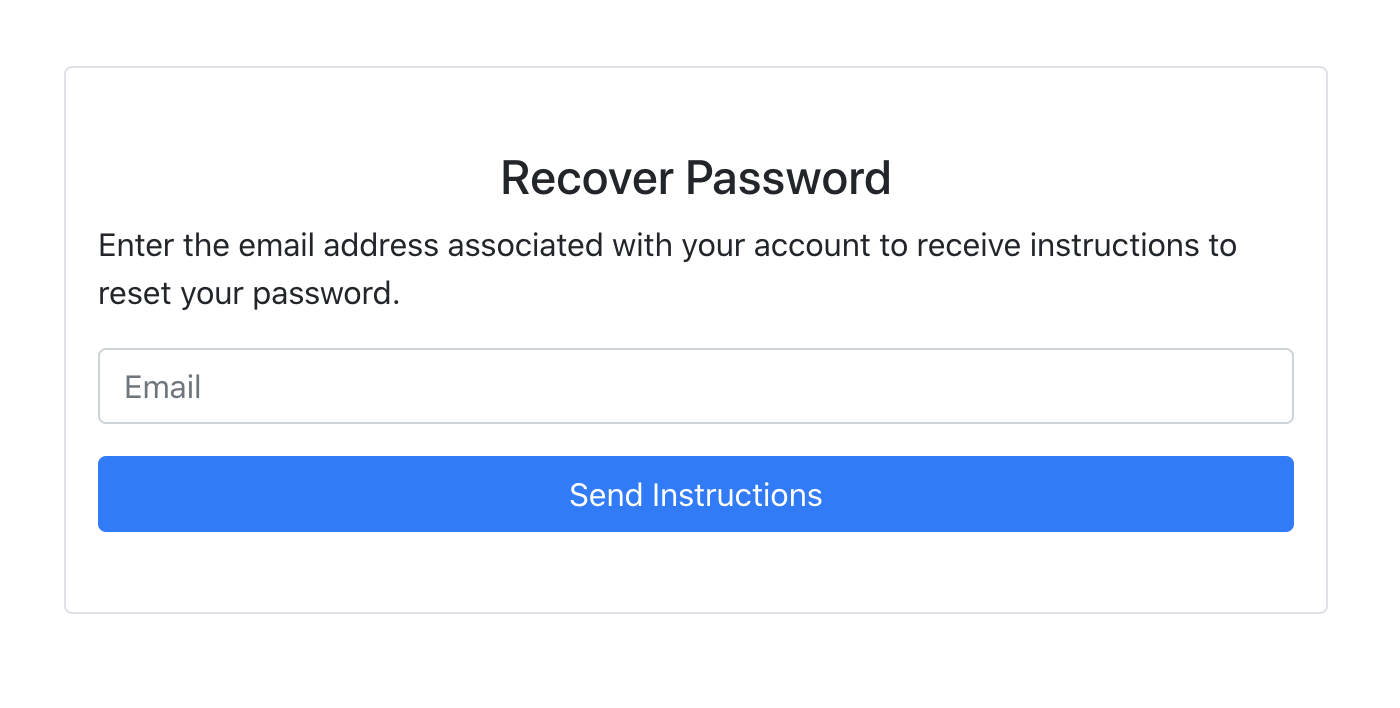 Recover Password
Enter the email address associated with your account to receive instructions to
reset your password.
Email
Send Instructions